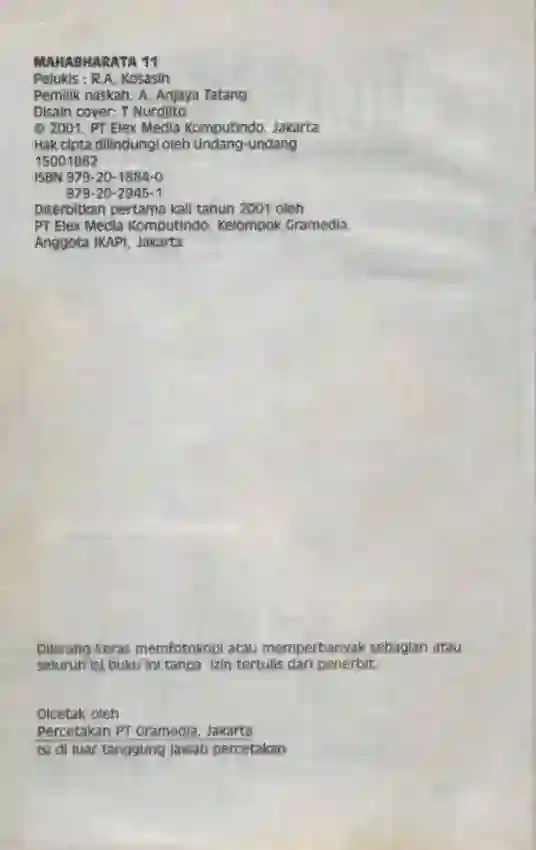 MAHABHARATA 11
Pelukis : R.A. Kosasih
Pemilik naskah: A. Anjaya Tatang
Disain cover: T Nurdjito
© 2001, PT Elex Media Komputindo, Jakarta
Hak cipta dilindungi oleh undang-undang
15001862
ISBN 979-20-1884-0
979-20-2945-1
Diterbitkan pertama kali tahun 2001 oleh
PT Elex Media Komputindo, Kelompok Gramedia,
Anggota IKAPI, Jakarta
Dilarang keras memfotokopi atau memperbanyak sebagian atau
seluruh isi buku ini tanpa izin tertulis dari penerbit.
Dicetak oleh
Percetakan PT Gramedia, Jakarta
Isi di luar tanggung jawab percetakan